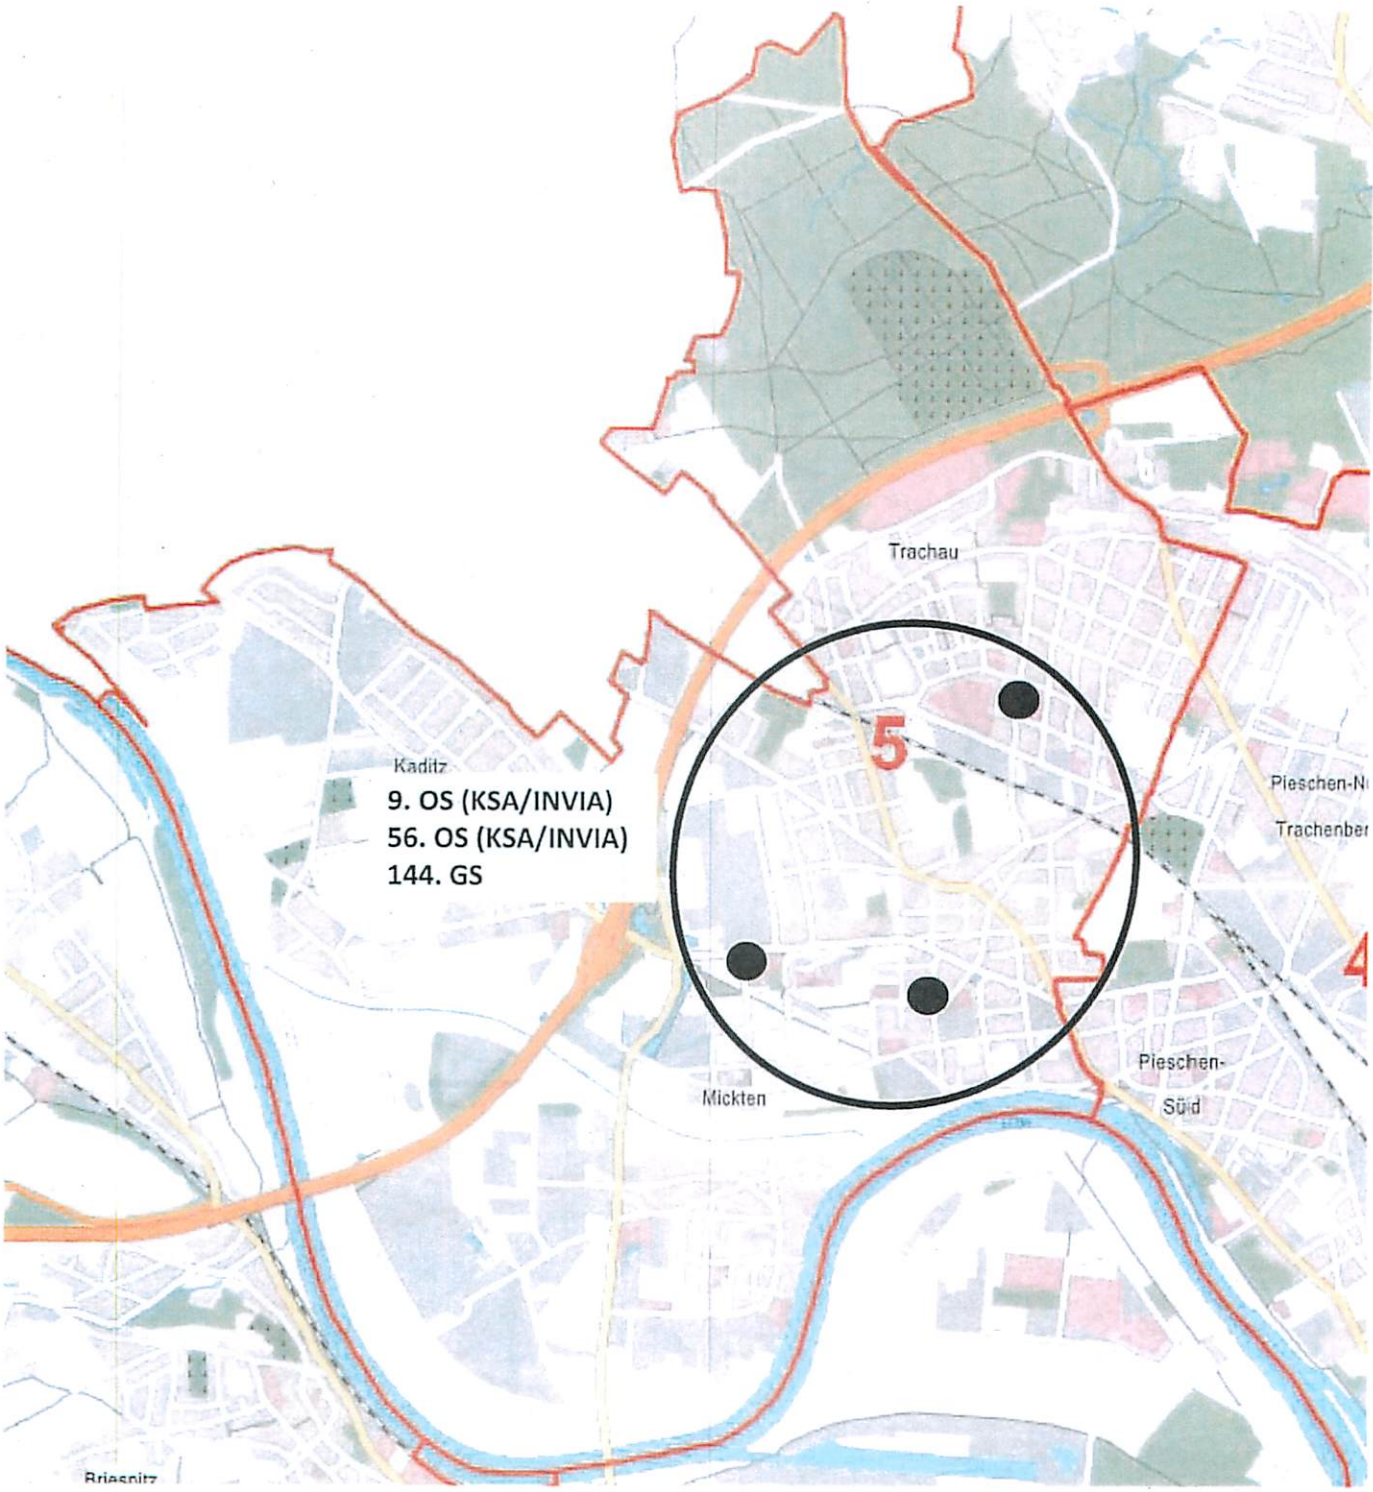 Trachau
5
Kaditz
9. OS (KSA/INVIA)
56. OS (KSA/INVIA)
144. GS
Pieschen-N
Trachenber
4
Pieschen-
Süd
Mickten
Elbe
Briesnitz